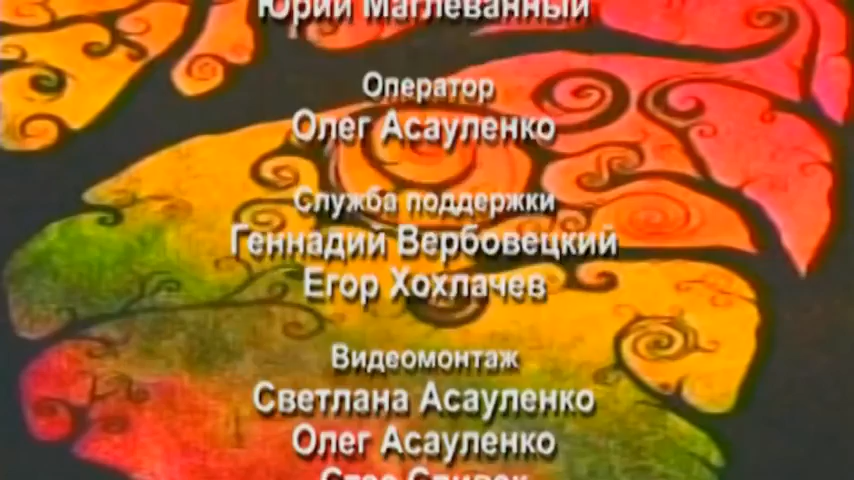 Юрий Маглеванный
Оператор
Олег Асауленко
Служба поддержки
Геннадий Вербовецкий
Егор Хохлачев
Видеомонтаж
Светлана Асауленко
Олег Асауленко